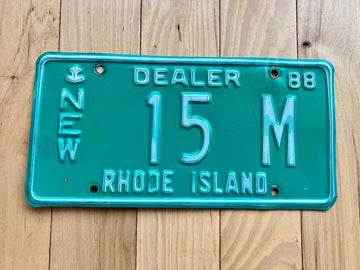 DEALER 88
NEW
15 M
RHODE ISLAND